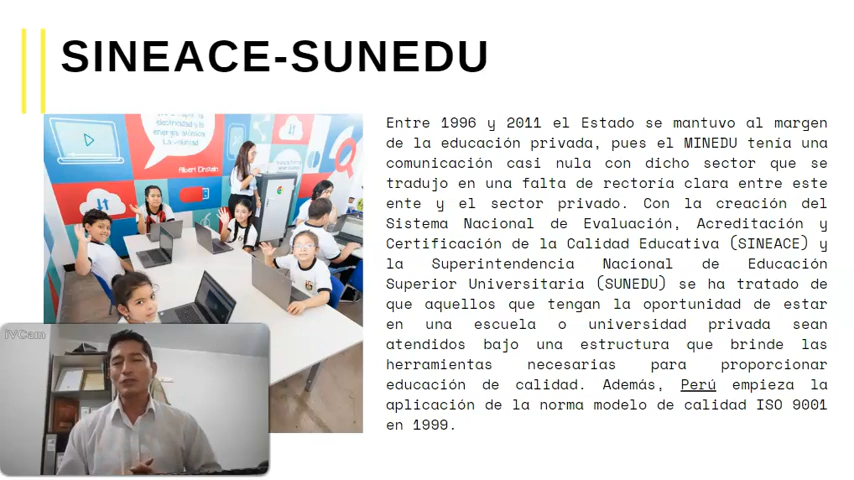 SINEACE-SUNEDU
electricidad y la
energía atómica:
la voluntad
Albert Einstein
Entre 1996 y 2011 el Estado se mantuvo al margen
de la educación privada, pues el MINEDU tenía una
comunicación casi nula con dicho sector que se
tradujo en una falta de rectoría clara entre este
ente y el sector privado. Con la creación del
Sistema Nacional de Evaluación, Acreditación y
Certificación de la Calidad Educativa (SINEACE) y
la Superintendencia Nacional de Educación
Superior Universitaria (SUNEDU) se ha tratado de
que aquellos que tengan la oportunidad de estar
en una escuela o universidad privada sean
atendidos bajo una estructura que brinde las
herramientas necesarias para proporcionar
educación de calidad. Además, Perú empieza la
aplicación de la norma modelo de calidad ISO 9001
en 1999.
iVCam